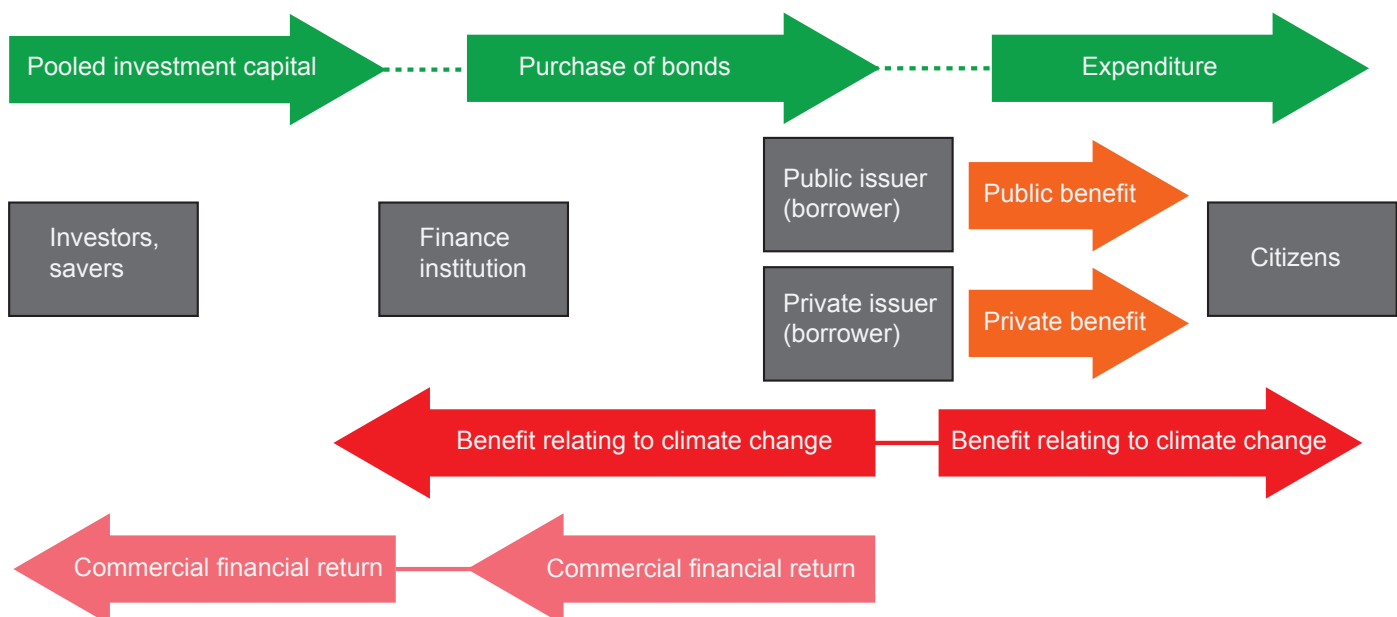 Pooled investment capital
Purchase of bonds
Expenditure
Investors,
savers
Finance
institution
Public issuer
(borrower)
Public benefit
Private issuer
(borrower)
Private benefit
Citizens
Benefit relating to climate change
Benefit relating to climate change
Commercial financial return
Commercial financial return